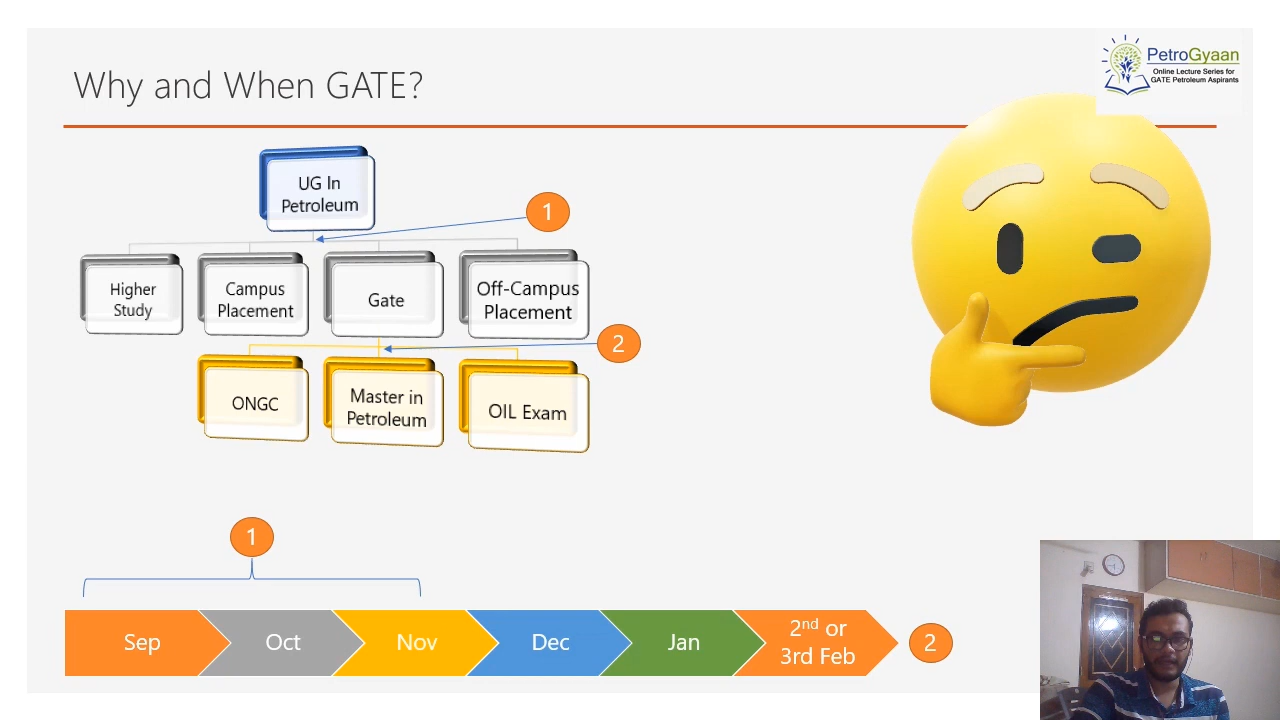 Why and When GATE?
PetroGyaan
Online Lecture Series for
GATE Petroleum Aspirants
UG In
Petroleum
1
Higher
Study
Campus
Placement
Gate
Off-Campus
Placement
2
ONGC
Master in
Petroleum
OIL Exam
1
Sep
Oct
Nov
Dec
Jan
2nd or
3rd Feb
2